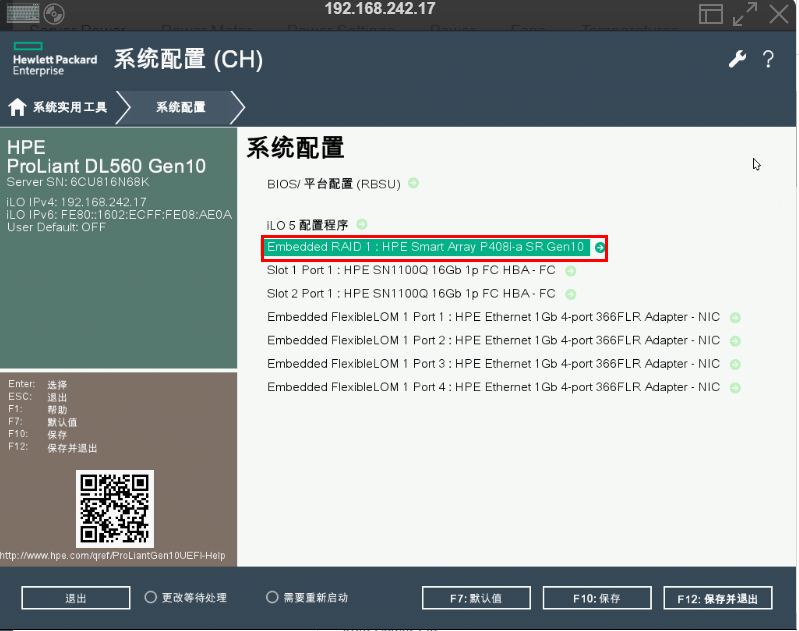 192.168.242.17
Hewlett Packard
Enterprise
系统配置 (CH)
?
系统实用工具
系统配置
HPE
ProLiant DL560 Gen10
Server SN: 6CU816N68K
iLO IPv4: 192.168.242.17
iLO IPv6: FE80::1602:ECFF:FE08:AE0A
User Default: OFF
Enter: 选择
ESC: 退出
F1: 帮助
F7: 默认值
F10: 保存
F12: 保存并退出
http://www.hpe.com/qref/ProLiantGen10UEFI-Help
系统配置
BIOS/ 平台配置 (RBSU)
iLO 5 配置程序
Embedded RAID 1 : HPE Smart Array P408i-a SR Gen10
Slot 1 Port 1 : HPE SN1100Q 16Gb 1p FC HBA - FC
Slot 2 Port 1 : HPE SN1100Q 16Gb 1p FC HBA - FC
Embedded FlexibleLOM 1 Port 1 : HPE Ethernet 1Gb 4-port 366FLR Adapter - NIC
Embedded FlexibleLOM 1 Port 2 : HPE Ethernet 1Gb 4-port 366FLR Adapter - NIC
Embedded FlexibleLOM 1 Port 3 : HPE Ethernet 1Gb 4-port 366FLR Adapter - NIC
Embedded FlexibleLOM 1 Port 4 : HPE Ethernet 1Gb 4-port 366FLR Adapter - NIC
退出
更改等待处理
需要重新启动
F7: 默认值
F10: 保存
F12: 保存并退出